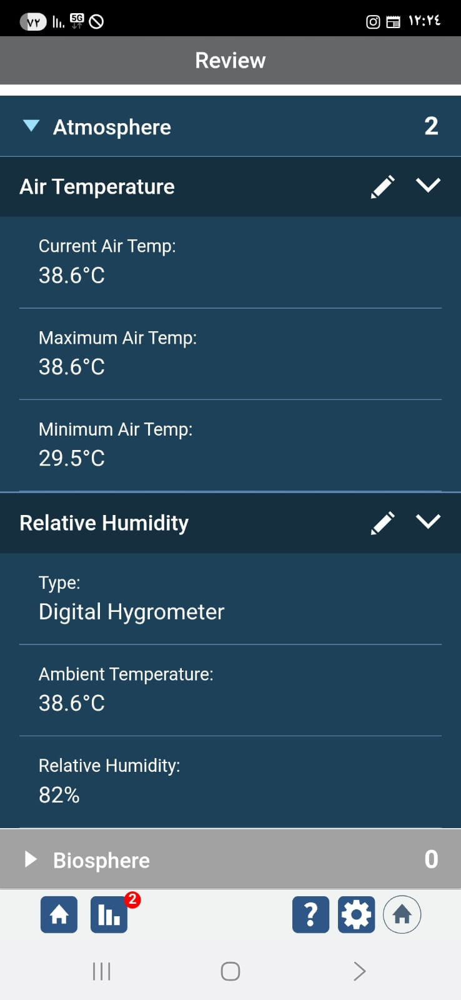 ٧٢ 5G ١٢:٢٤
Review
Atmosphere 2
Air Temperature
Current Air Temp:
38.6°C
Maximum Air Temp:
38.6°C
Minimum Air Temp:
29.5°C
Relative Humidity
Type:
Digital Hygrometer
Ambient Temperature:
38.6°C
Relative Humidity:
82%
Biosphere 0
2
?